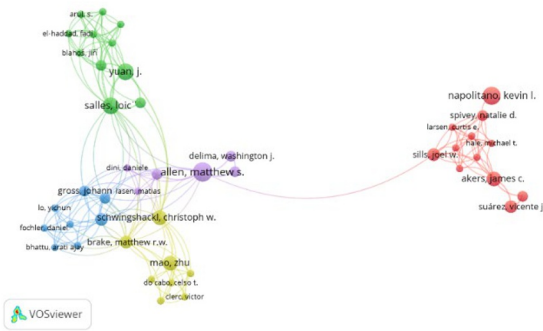 arul, s.
el-haddad, fadi
blahos, jiri
yuan, j.
salles, loic
napolitano, kevin l.
spivey, natalie d.
larsen, curtis e.
hale, michael t.
sills, joel w.
akers, james c.
suárez, vicente j
delima, washington j.
dini, daniele
allen, matthew s.
gross, johann
lasen, matias
lo, yichun
schwingshackl, christoph w.
fochler, daniel
brake, matthew r.w.
bhattu, arati ajay
mao, zhu
do cabo, celso t.
clerc, victor
VOSviewer